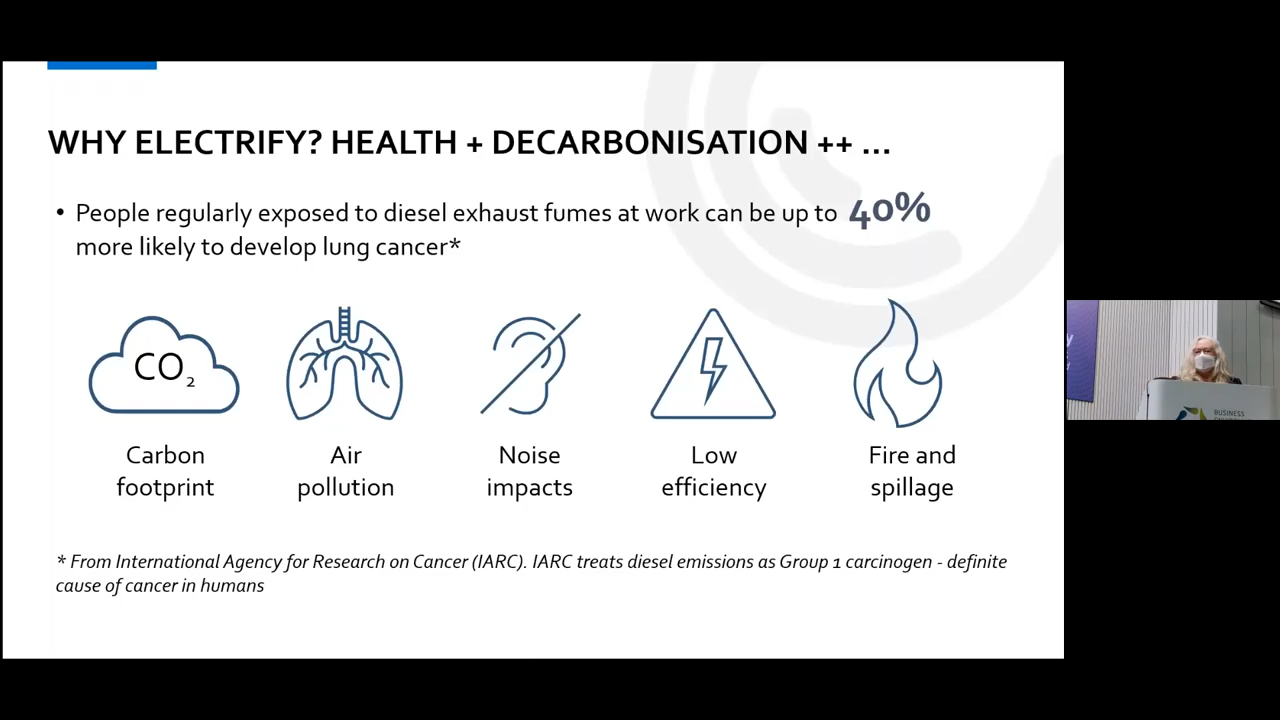 WHY ELECTRIFY? HEALTH + DECARBONISATION ++ ...
• People regularly exposed to diesel exhaust fumes at work can be up to 40%
more likely to develop lung cancer*
CO₂
Carbon
footprint
Air
pollution
Noise
impacts
Low
efficiency
Fire and
spillage
* From International Agency for Research on Cancer (IARC). IARC treats diesel emissions as Group 1 carcinogen - definite
cause of cancer in humans
BUSINESS